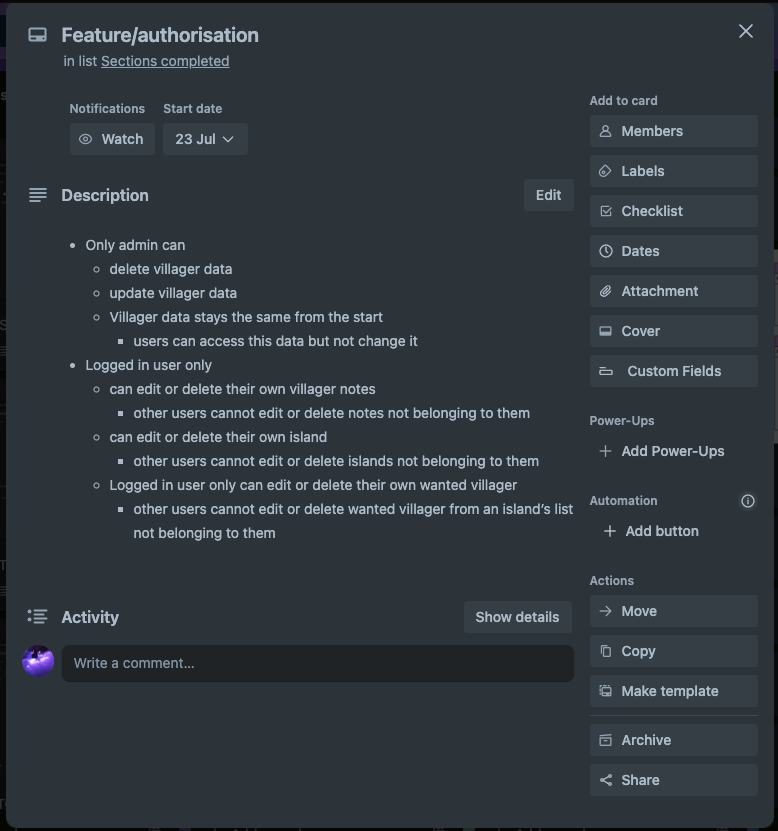 Feature/authorisation
in list Sections completed
Notifications
Start date
Watch
23 Jul
Description
Edit
Only admin can
delete villager data
update villager data
Villager data stays the same from the start
users can access this data but not change it
Logged in user only
can edit or delete their own villager notes
other users cannot edit or delete notes not belonging to them
can edit or delete their own island
other users cannot edit or delete islands not belonging to them
Logged in user only can edit or delete their own wanted villager
other users cannot edit or delete wanted villager from an island’s list
not belonging to them
Activity
Show details
Write a comment…
Add to card
Members
Labels
Checklist
Dates
Attachment
Cover
Custom Fields
Power-Ups
Add Power-Ups
Automation
Add button
Actions
Move
Copy
Make template
Archive
Share